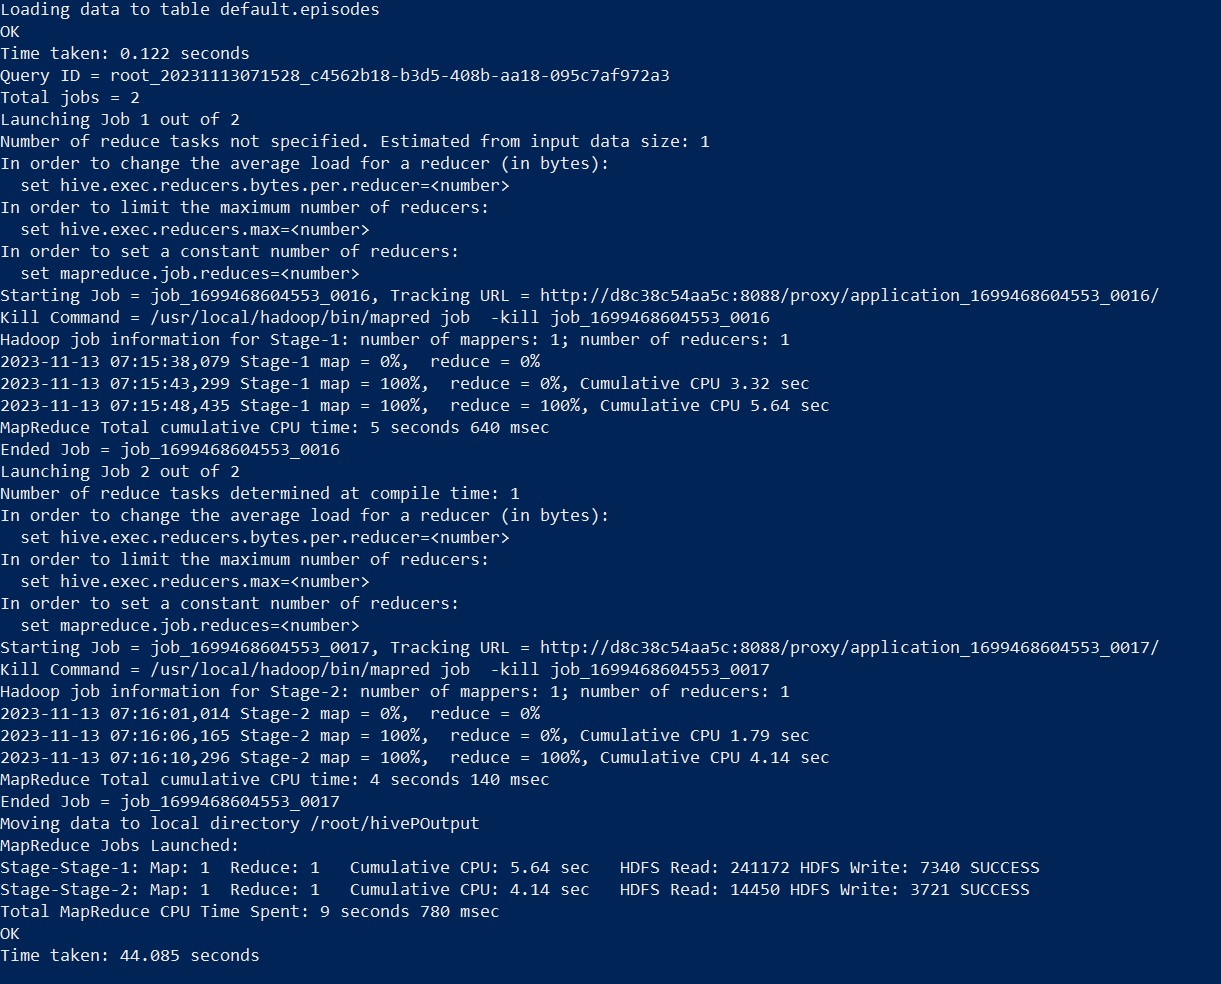 Loading data to table default.episodes
OK
Time taken: 0.122 seconds
Query ID = root_20231113071528_c4562b18-b3d5-408b-aa18-095c7af972a3
Total jobs = 2
Launching Job 1 out of 2
Number of reduce tasks not specified. Estimated from input data size: 1
In order to change the average load for a reducer (in bytes):
  set hive.exec.reducers.bytes.per.reducer=<number>
In order to limit the maximum number of reducers:
  set hive.exec.reducers.max=<number>
In order to set a constant number of reducers:
  set mapreduce.job.reduces=<number>
Starting Job = job_1699468604553_0016, Tracking URL = http://d8c38c54aa5c:8088/proxy/application_1699468604553_0016/
Kill Command = /usr/local/hadoop/bin/mapred job  -kill job_1699468604553_0016
Hadoop job information for Stage-1: number of mappers: 1; number of reducers: 1
2023-11-13 07:15:38,079 Stage-1 map = 0%,  reduce = 0%
2023-11-13 07:15:43,299 Stage-1 map = 100%,  reduce = 0%, Cumulative CPU 3.32 sec
2023-11-13 07:15:48,435 Stage-1 map = 100%,  reduce = 100%, Cumulative CPU 5.64 sec
MapReduce Total cumulative CPU time: 5 seconds 640 msec
Ended Job = job_1699468604553_0016
Launching Job 2 out of 2
Number of reduce tasks determined at compile time: 1
In order to change the average load for a reducer (in bytes):
  set hive.exec.reducers.bytes.per.reducer=<number>
In order to limit the maximum number of reducers:
  set hive.exec.reducers.max=<number>
In order to set a constant number of reducers:
  set mapreduce.job.reduces=<number>
Starting Job = job_1699468604553_0017, Tracking URL = http://d8c38c54aa5c:8088/proxy/application_1699468604553_0017/
Kill Command = /usr/local/hadoop/bin/mapred job  -kill job_1699468604553_0017
Hadoop job information for Stage-2: number of mappers: 1; number of reducers: 1
2023-11-13 07:16:01,014 Stage-2 map = 0%,  reduce = 0%
2023-11-13 07:16:06,165 Stage-2 map = 100%,  reduce = 0%, Cumulative CPU 1.79 sec
2023-11-13 07:16:10,296 Stage-2 map = 100%,  reduce = 100%, Cumulative CPU 4.14 sec
MapReduce Total cumulative CPU time: 4 seconds 140 msec
Ended Job = job_1699468604553_0017
Moving data to local directory /root/hivePOutput
MapReduce Jobs Launched:
Stage-Stage-1: Map: 1  Reduce: 1   Cumulative CPU: 5.64 sec   HDFS Read: 241172 HDFS Write: 7340 SUCCESS
Stage-Stage-2: Map: 1  Reduce: 1   Cumulative CPU: 4.14 sec   HDFS Read: 14450 HDFS Write: 3721 SUCCESS
Total MapReduce CPU Time Spent: 9 seconds 780 msec
OK
Time taken: 44.085 seconds